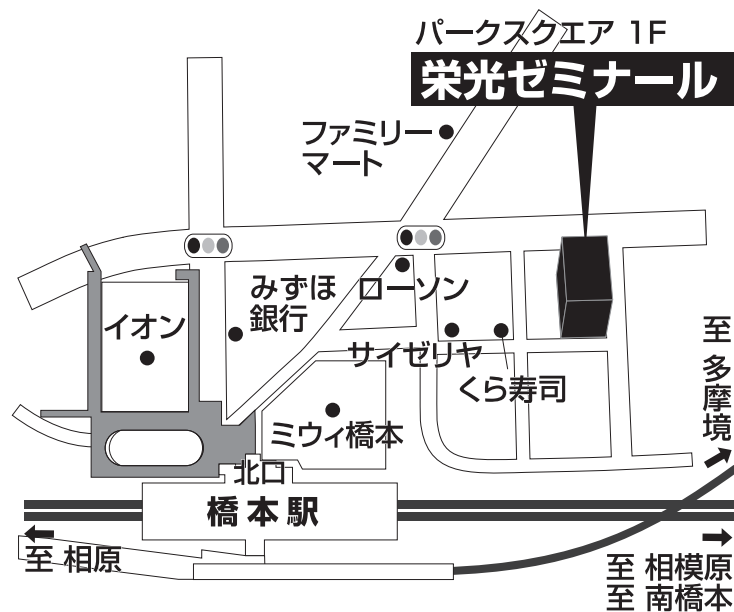 パークスクエア 1F
栄光ゼミナール
ファミリー
マート
みずほ
銀行
ローソン
イオン
サイゼリヤ
くら寿司
ミウィ橋本
北口
橋本駅
至 多摩境
至 相原
至 相模原
至 南橋本